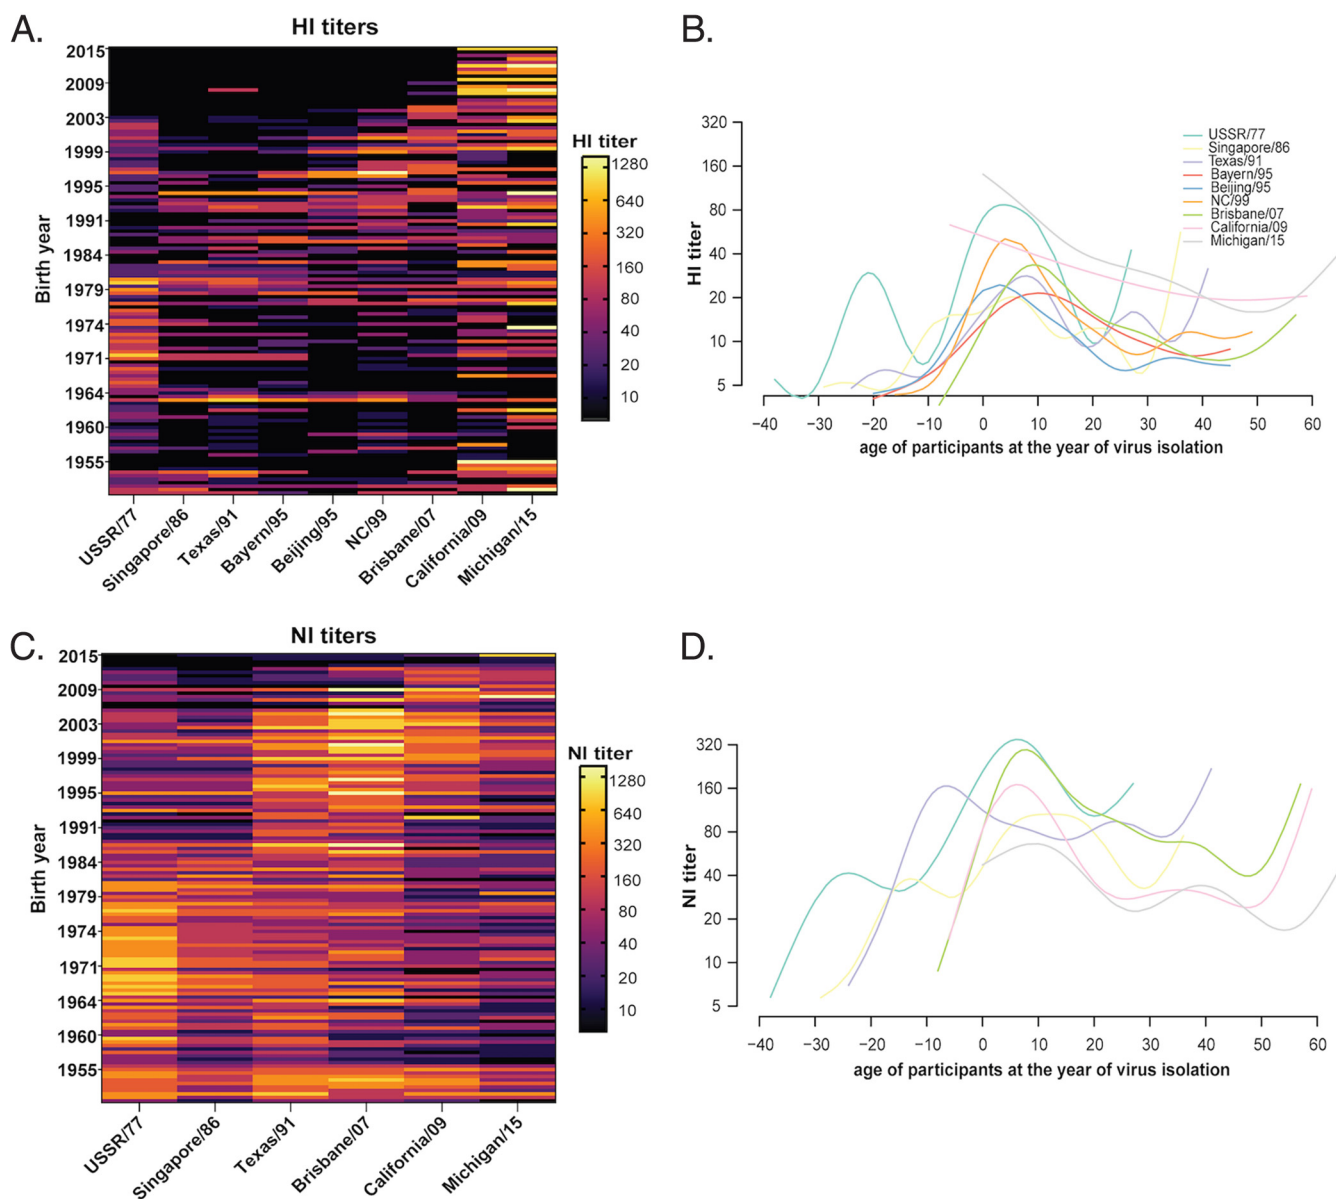 A.
HI titers
2015
2009
2003
1999
1995
1991
1984
1979
1974
1971
1964
1960
1955
Birth year
USSR/77
Singapore/86
Texas/91
Bayern/95
Beijing/95
NC/99
Brisbane/07
California/09
Michigan/15
HI titer
1280
640
320
160
80
40
20
10
B.
320
160
80
40
20
10
5
HI titer
USSR/77
Singapore/86
Texas/91
Bayern/95
Beijing/95
NC/99
Brisbane/07
California/09
Michigan/15
−40 −30 −20 −10 0 10 20 30 40 50 60
age of participants at the year of virus isolation
C.
NI titers
2015
2009
2003
1999
1995
1991
1984
1979
1974
1971
1964
1960
1955
Birth year
USSR/77
Singapore/86
Texas/91
Brisbane/07
California/09
Michigan/15
NI titer
1280
640
320
160
80
40
20
10
D.
320
160
80
40
20
10
5
NI titer
−40 −30 −20 −10 0 10 20 30 40 50 60
age of participants at the year of virus isolation